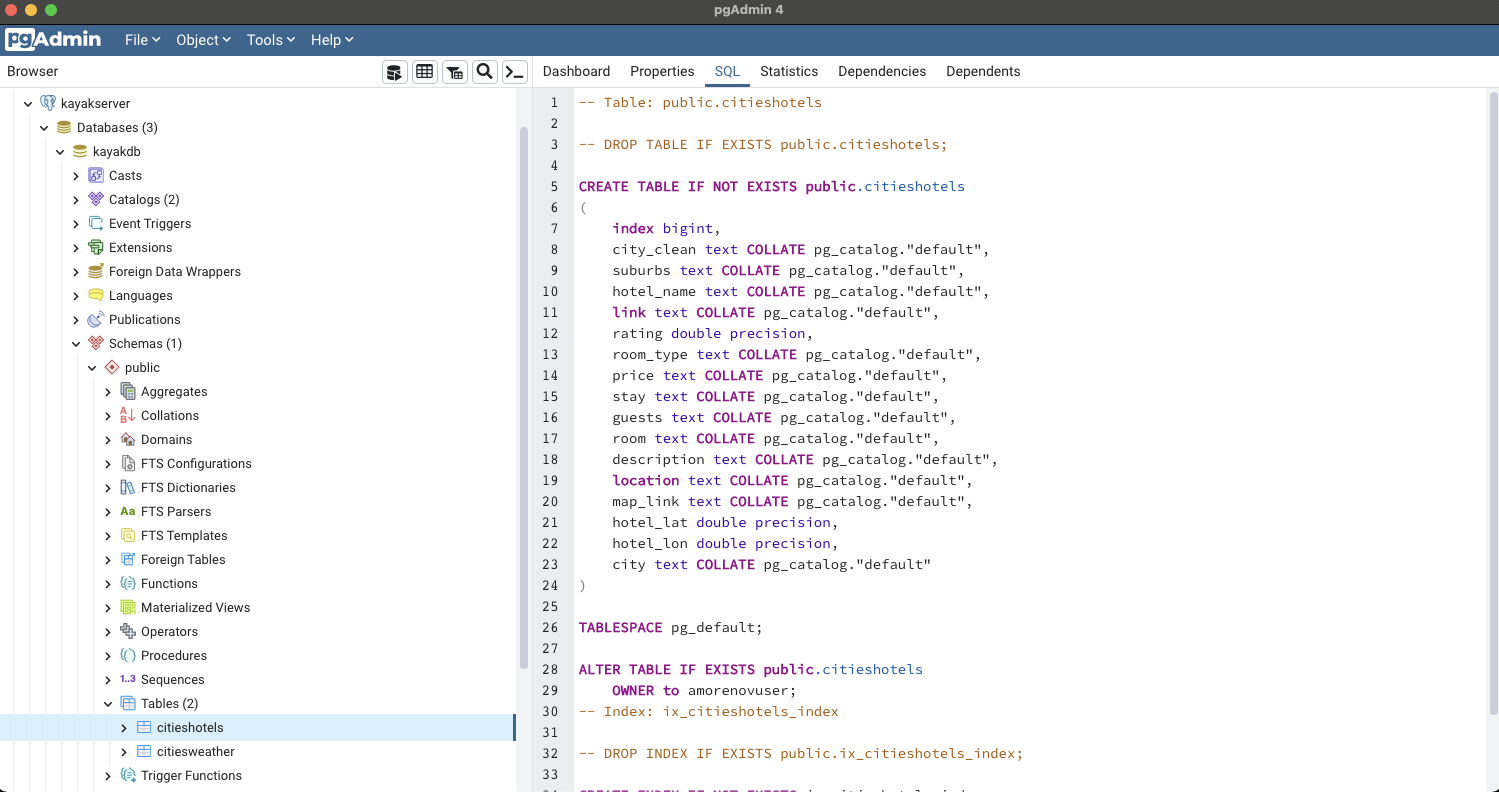 pgAdmin 4
pgAdmin File Object Tools Help
Browser
Dashboard Properties SQL Statistics Dependencies Dependents
kayakserver
Databases (3)
kayakdb
Casts
Catalogs (2)
Event Triggers
Extensions
Foreign Data Wrappers
Languages
Publications
Schemas (1)
public
Aggregates
Collations
Domains
FTS Configurations
FTS Dictionaries
Aa FTS Parsers
FTS Templates
Foreign Tables
Functions
Materialized Views
Operators
Procedures
1..3 Sequences
Tables (2)
citieshotels
citiesweather
Trigger Functions
1 -- Table: public.citieshotels
2
3 -- DROP TABLE IF EXISTS public.citieshotels;
4
5 CREATE TABLE IF NOT EXISTS public.citieshotels
6 (
7 index bigint,
8 city_clean text COLLATE pg_catalog."default",
9 suburbs text COLLATE pg_catalog."default",
10 hotel_name text COLLATE pg_catalog."default",
11 link text COLLATE pg_catalog."default",
12 rating double precision,
13 room_type text COLLATE pg_catalog."default",
14 price text COLLATE pg_catalog."default",
15 stay text COLLATE pg_catalog."default",
16 guests text COLLATE pg_catalog."default",
17 room text COLLATE pg_catalog."default",
18 description text COLLATE pg_catalog."default",
19 location text COLLATE pg_catalog."default",
20 map_link text COLLATE pg_catalog."default",
21 hotel_lat double precision,
22 hotel_lon double precision,
23 city text COLLATE pg_catalog."default"
24 )
25
26 TABLESPACE pg_default;
27
28 ALTER TABLE IF EXISTS public.citieshotels
29 OWNER to amorenovuser;
30 -- Index: ix_citieshotels_index
31
32 -- DROP INDEX IF EXISTS public.ix_citieshotels_index;
33